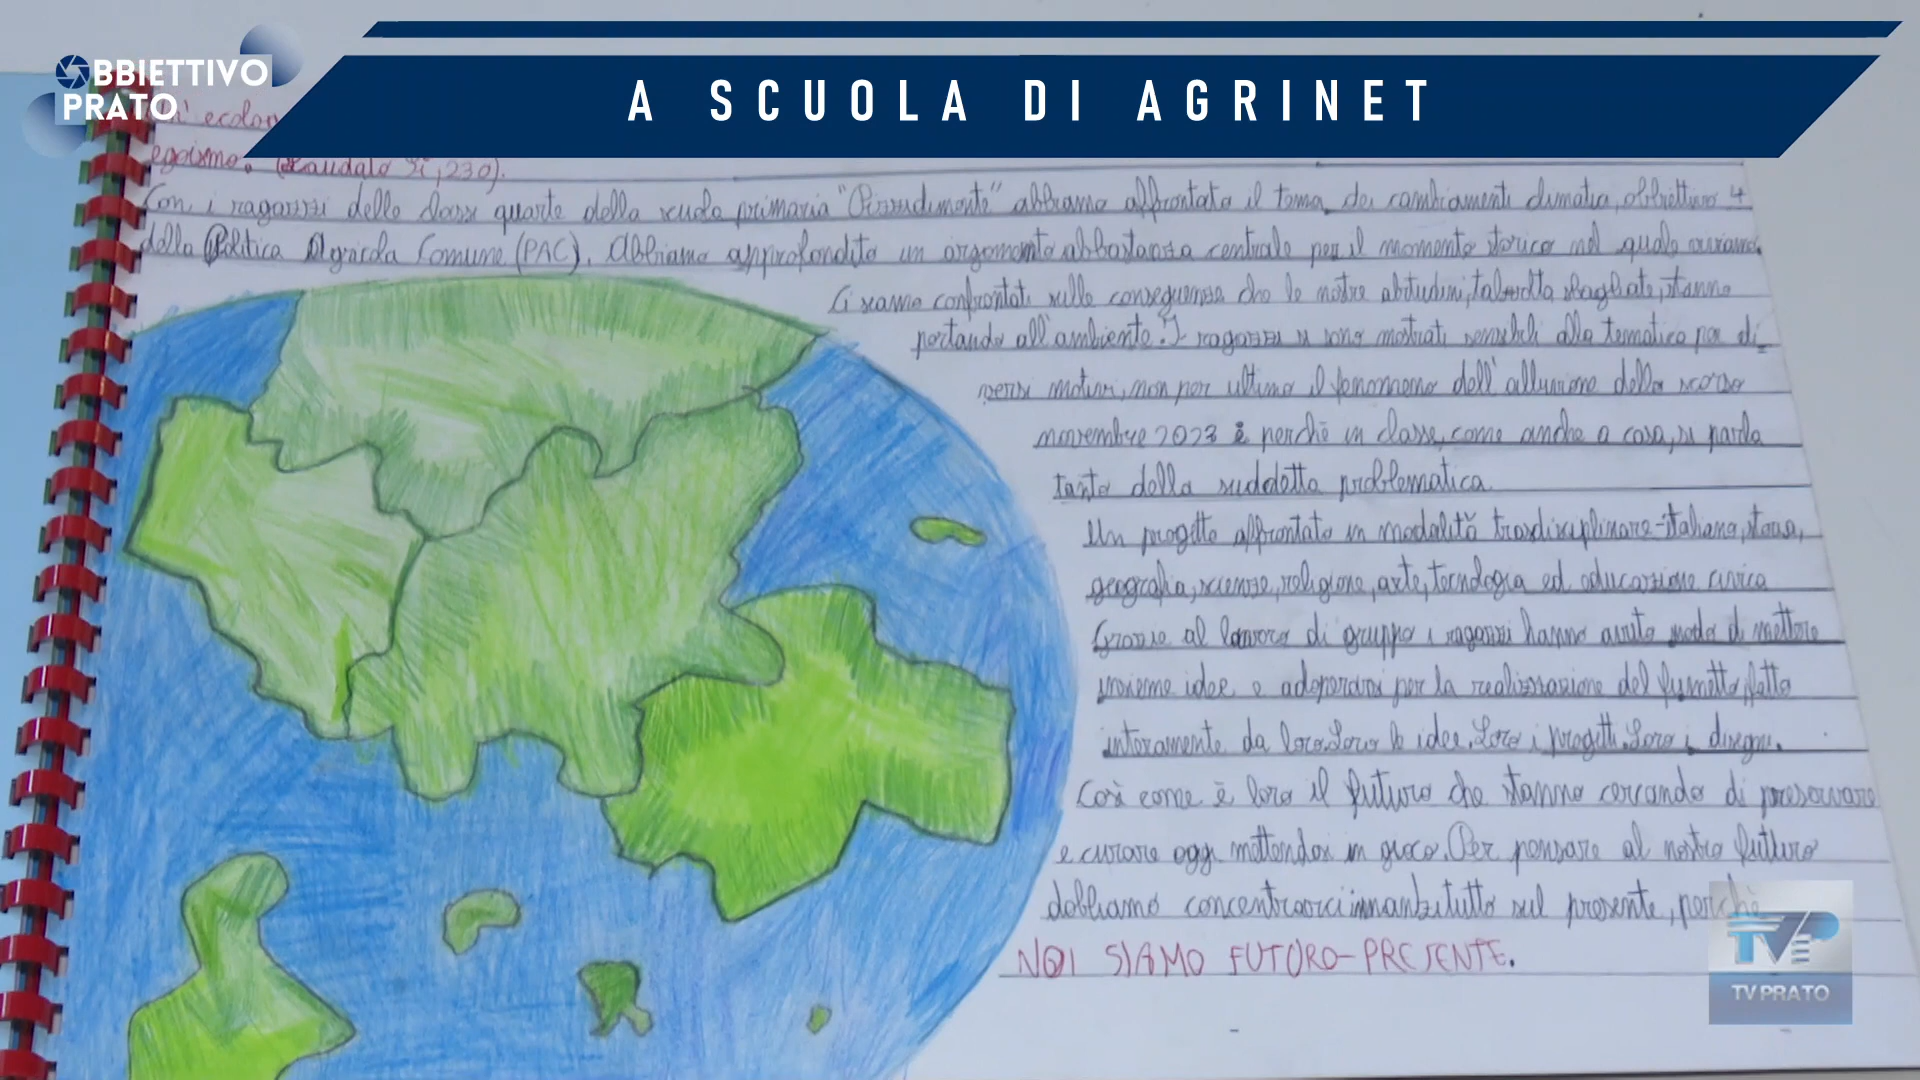 OBBIETTIVO
PRATO
A SCUOLA DI AGRINET
egoismo. (Laudato Si', 230).
Con i ragazzi delle classi quarte della scuola primaria "Pizzidimonte" abbiamo affrontato il tema dei cambiamenti climatici, obbiettivo 4
della Politica Agricola Comune (PAC). Abbiamo approfondito un argomento abbastanza centrale per il momento storico nel quale viviamo.
Ci siamo confrontati sulle conseguenze che le nostre abitudini, talvolta sbagliate, stanno
portando all'ambiente. I ragazzi si sono mostrati sensibili alla tematica per di-
versi motivi, non per ultimo il fenomeno dell'alluvione dello scorso
novembre 2023 e perchè in classe, come anche a casa, si parla
tanto della suddetta problematica.
Un progetto affrontato in modalità trasdisciplinare-italiano, storia,
geografia, scienze, religione, arte, tecnologia ed educazione civica
Grazie al lavoro di gruppo i ragazzi hanno avuto modo di mettere
insieme idee e adoperarsi per la realizzazione del fumetto, fatto
interamente da loro. Loro le idee. Loro i progetti. Loro i disegni.
Così come è loro il futuro che stanno cercando di preservare
e curare oggi mettendosi in gioco. Per pensare al nostro futuro
dobbiamo concentrarci innanzitutto sul presente, perchè
NOI SIAMO FUTURO-PRESENTE.
TVP
TV PRATO